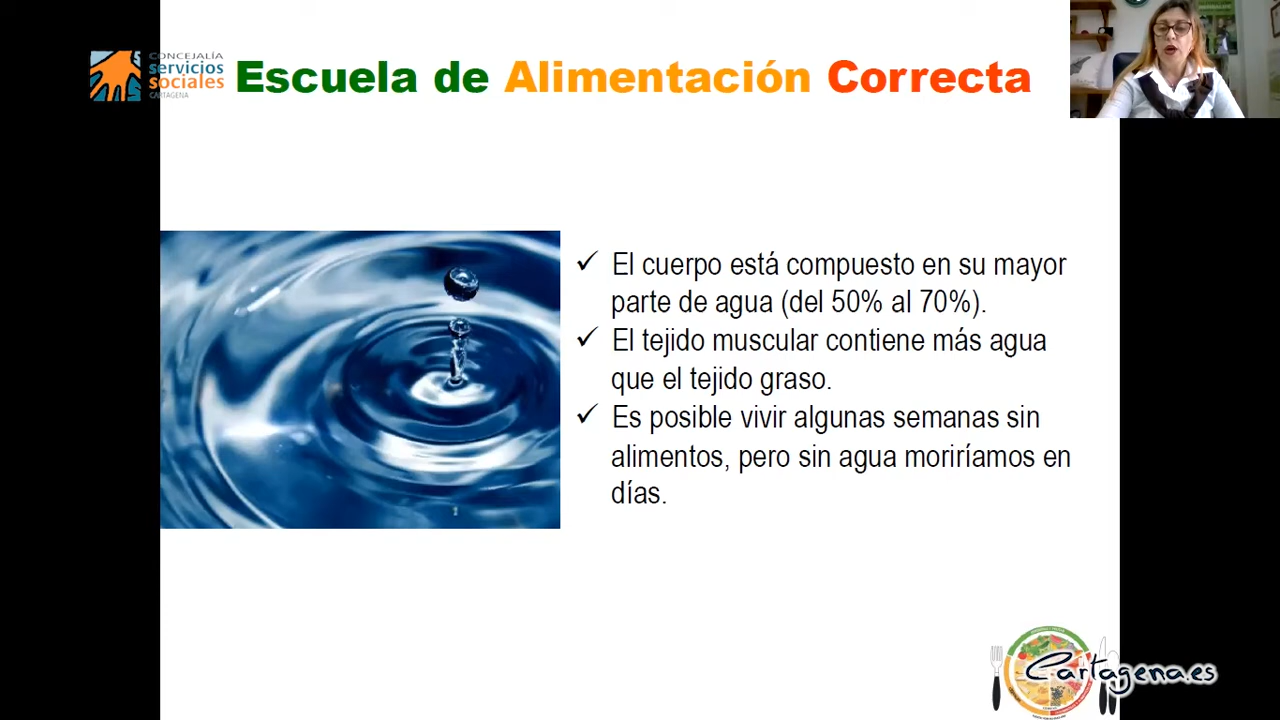 CONCEJALÍA
servicios
sociales
CARTAGENA
Escuela de Alimentación Correcta
✓ El cuerpo está compuesto en su mayor
parte de agua (del 50% al 70%).
✓ El tejido muscular contiene más agua
que el tejido graso.
✓ Es posible vivir algunas semanas sin
alimentos, pero sin agua moriríamos en
días.
Cartagena.es